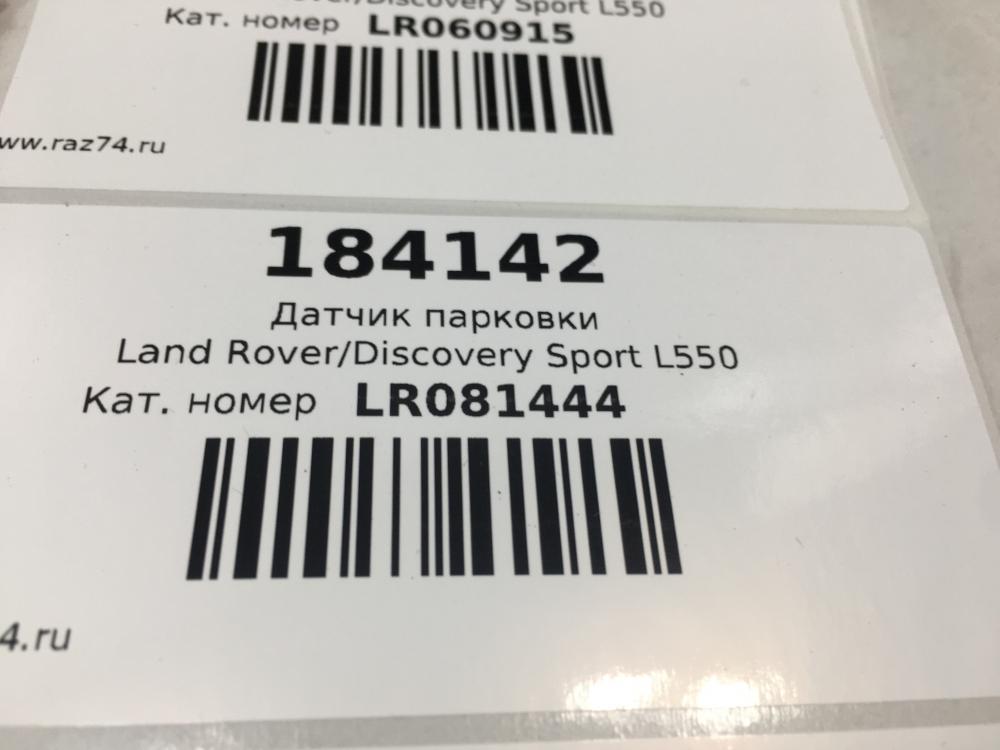 Rover/Discovery Sport L550
Кат. номер LR060915
www.raz74.ru
184142
Датчик парковки
Land Rover/Discovery Sport L550
Кат. номер LR081444
4.ru